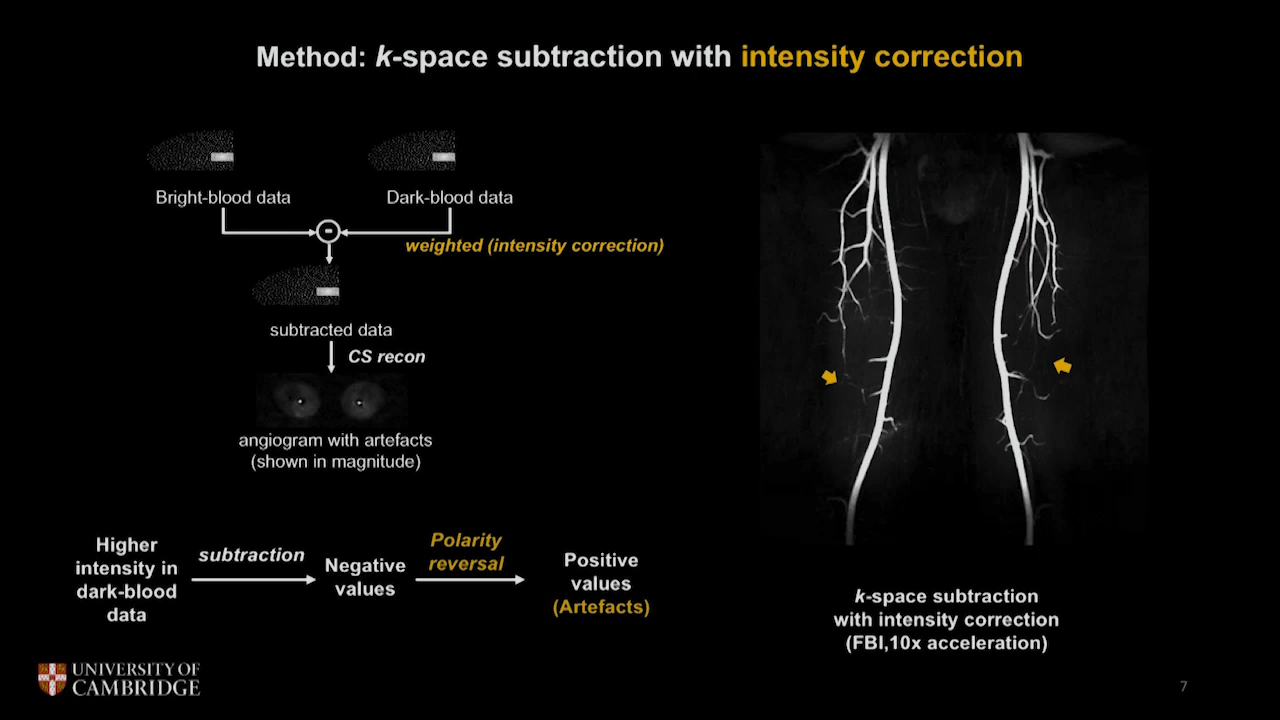 Method: k-space subtraction with intensity correction
Bright-blood data
Dark-blood data
-
weighted (intensity correction)
subtracted data
CS recon
angiogram with artefacts
(shown in magnitude)
Higher
intensity in
dark-blood
data
subtraction
Negative
values
Polarity
reversal
Positive
values
(Artefacts)
k-space subtraction
with intensity correction
(FBI,10x acceleration)
UNIVERSITY OF
CAMBRIDGE
7